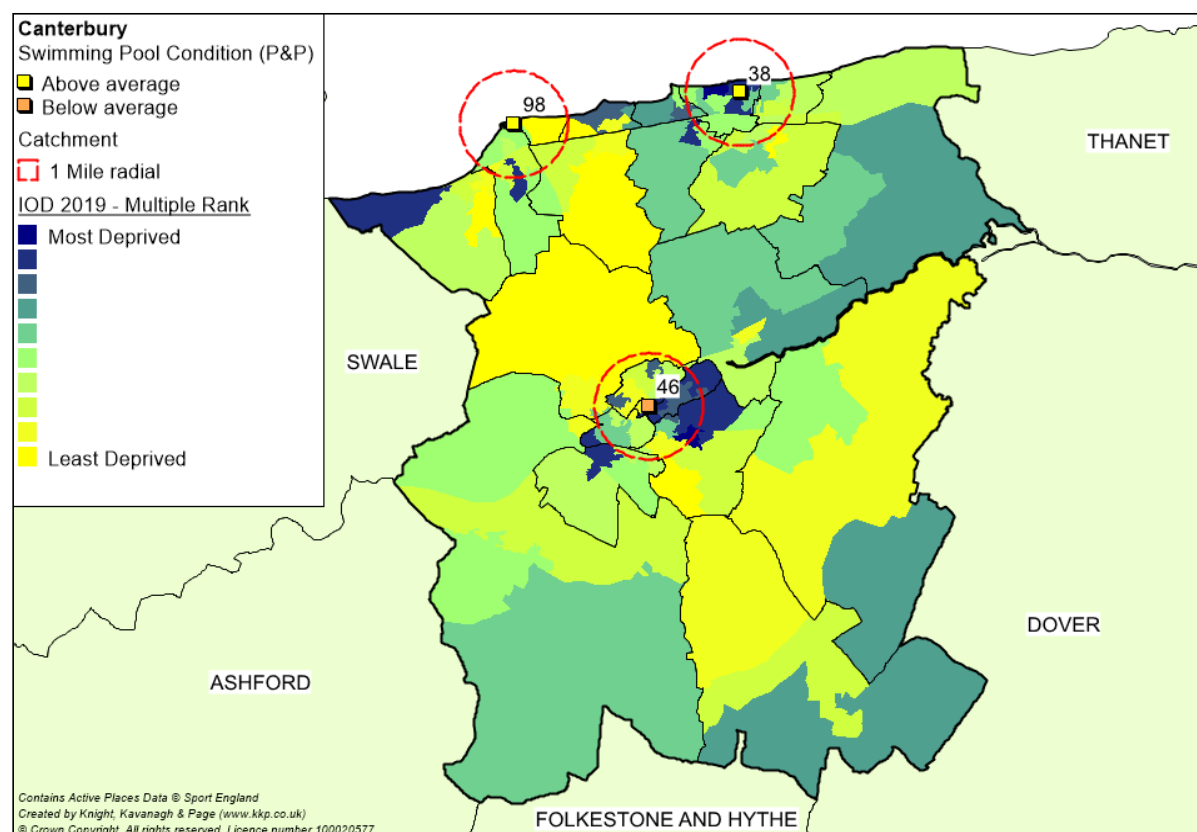 Canterbury
Swimming Pool Condition (P&P)
Above average
Below average
Catchment
1 Mile radial
IOD 2019 - Multiple Rank
Most Deprived
Least Deprived
98
38
THANET
SWALE
46
DOVER
ASHFORD
FOLKESTONE AND HYTHE
Contains Active Places Data © Sport England
Created by Knight, Kavanagh & Page (www.kkp.co.uk)
© Crown Copyright. All rights reserved. Licence number 100020577